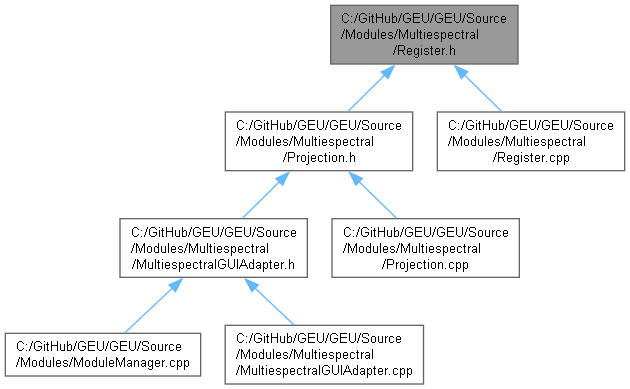 C:/GitHub/GEU/GEU/Source
/Modules/Multiespectral
/Register.h
C:/GitHub/GEU/GEU/Source
/Modules/Multiespectral
/Projection.h
C:/GitHub/GEU/GEU/Source
/Modules/Multiespectral
/Register.cpp
C:/GitHub/GEU/GEU/Source
/Modules/Multiespectral
/MultiespectralGUIAdapter.h
C:/GitHub/GEU/GEU/Source
/Modules/Multiespectral
/Projection.cpp
C:/GitHub/GEU/GEU/Source
/Modules/ModuleManager.cpp
C:/GitHub/GEU/GEU/Source
/Modules/Multiespectral
/MultiespectralGUIAdapter.cpp